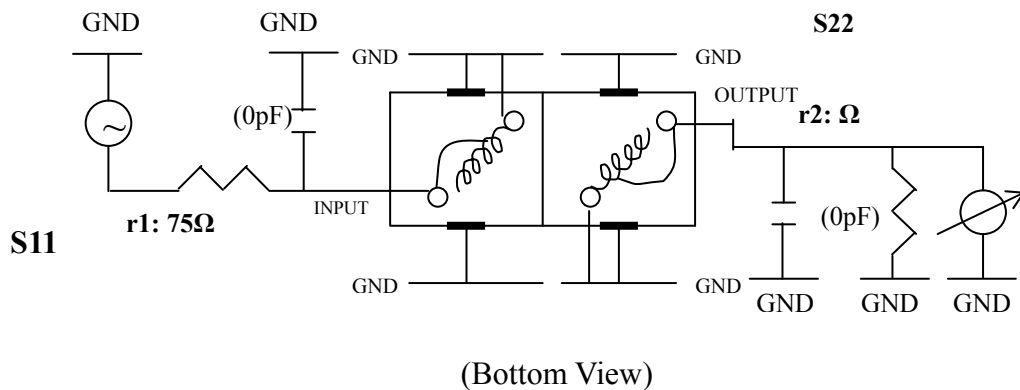 GND
GND
S22
GND
GND
(0pF)
OUTPUT
r2: Ω
INPUT
r1: 75Ω
(0pF)
S11
GND
GND
GND
GND
GND
(Bottom View)